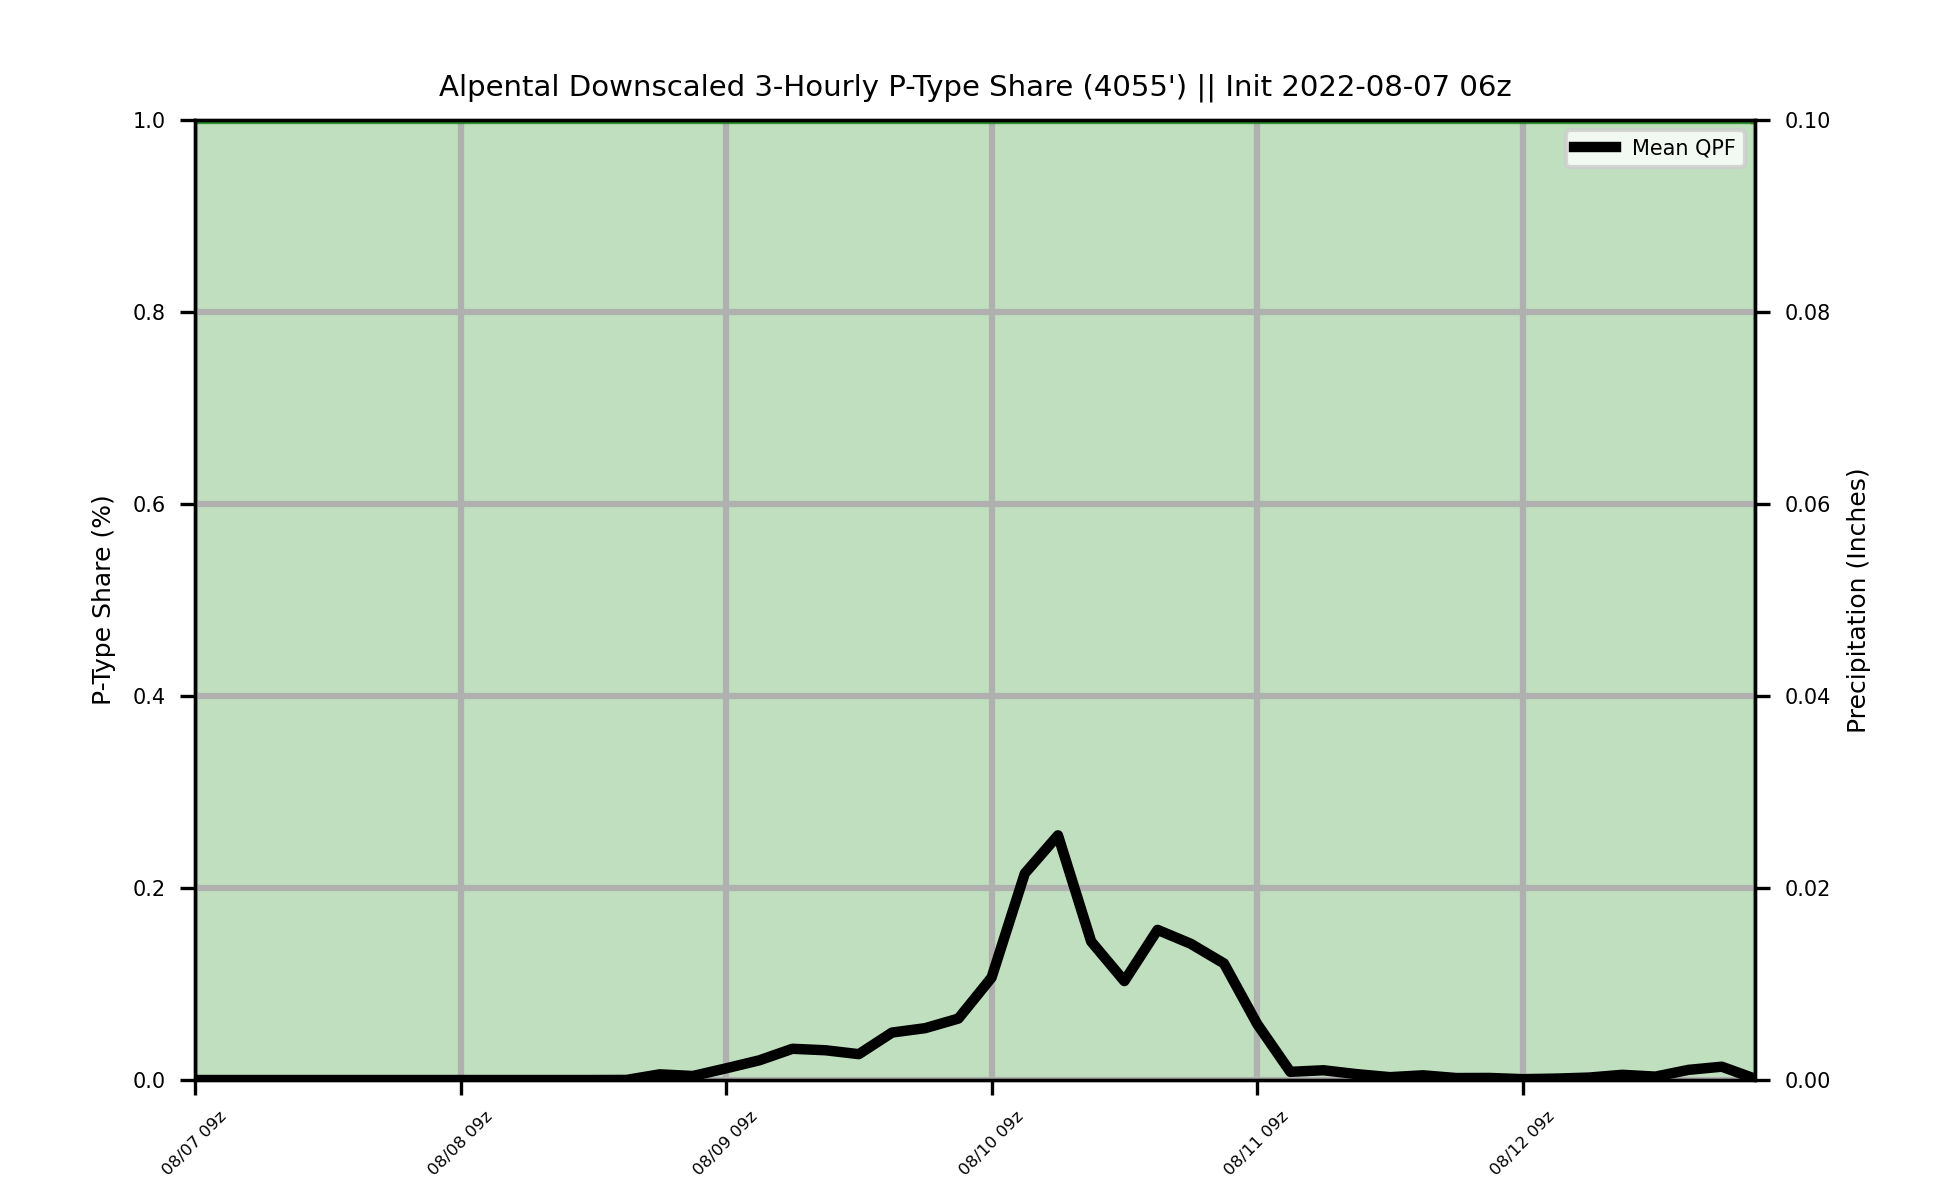 Alpental Downscaled 3-Hourly P-Type Share (4055') || Init 2022-08-07 06z
Mean QPF
P-Type Share (%)
1.0
0.8
0.6
0.4
0.2
0.0
0.10
0.08
0.06
0.04
0.02
0.00
Precipitation (Inches)
08/07 09z
08/08 09z
08/09 09z
08/10 09z
08/11 09z
08/12 09z